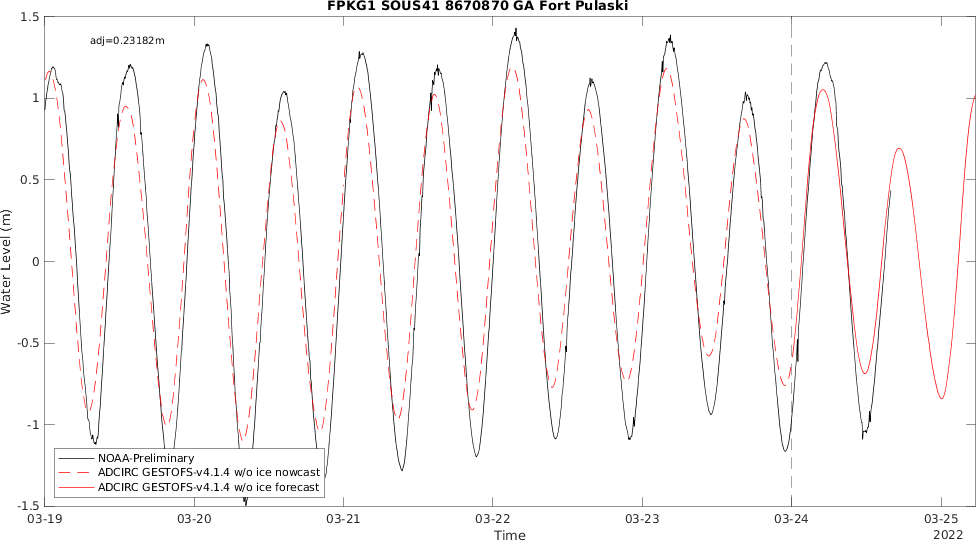 FPKG1 SOUS41 8670870 GA Fort Pulaski
adj=0.23182m
1.5
1
0.5
0
-0.5
-1
-1.5
Water Level (m)
NOAA-Preliminary
ADCIRC GESTOFS-v4.1.4 w/o ice nowcast
ADCIRC GESTOFS-v4.1.4 w/o ice forecast
03-19 03-20 03-21 03-22 03-23 03-24 03-25
Time
2022